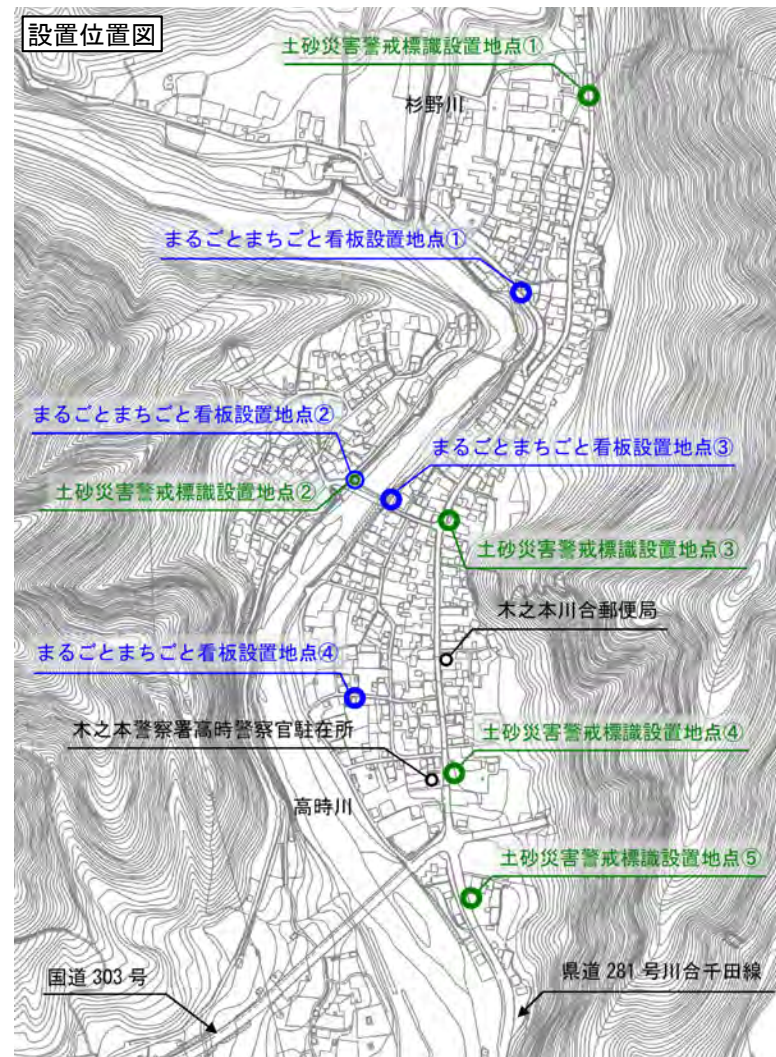 設置位置図
土砂災害警戒標識設置地点①
杉野川
まるごとまちごと看板設置地点①
まるごとまちごと看板設置地点②
まるごとまちごと看板設置地点③
土砂災害警戒標識設置地点②
土砂災害警戒標識設置地点③
木之本川合郵便局
まるごとまちごと看板設置地点④
木之本警察署高時警察官駐在所
土砂災害警戒標識設置地点④
高時川
土砂災害警戒標識設置地点⑤
国道 303 号
県道 281 号川合千田線